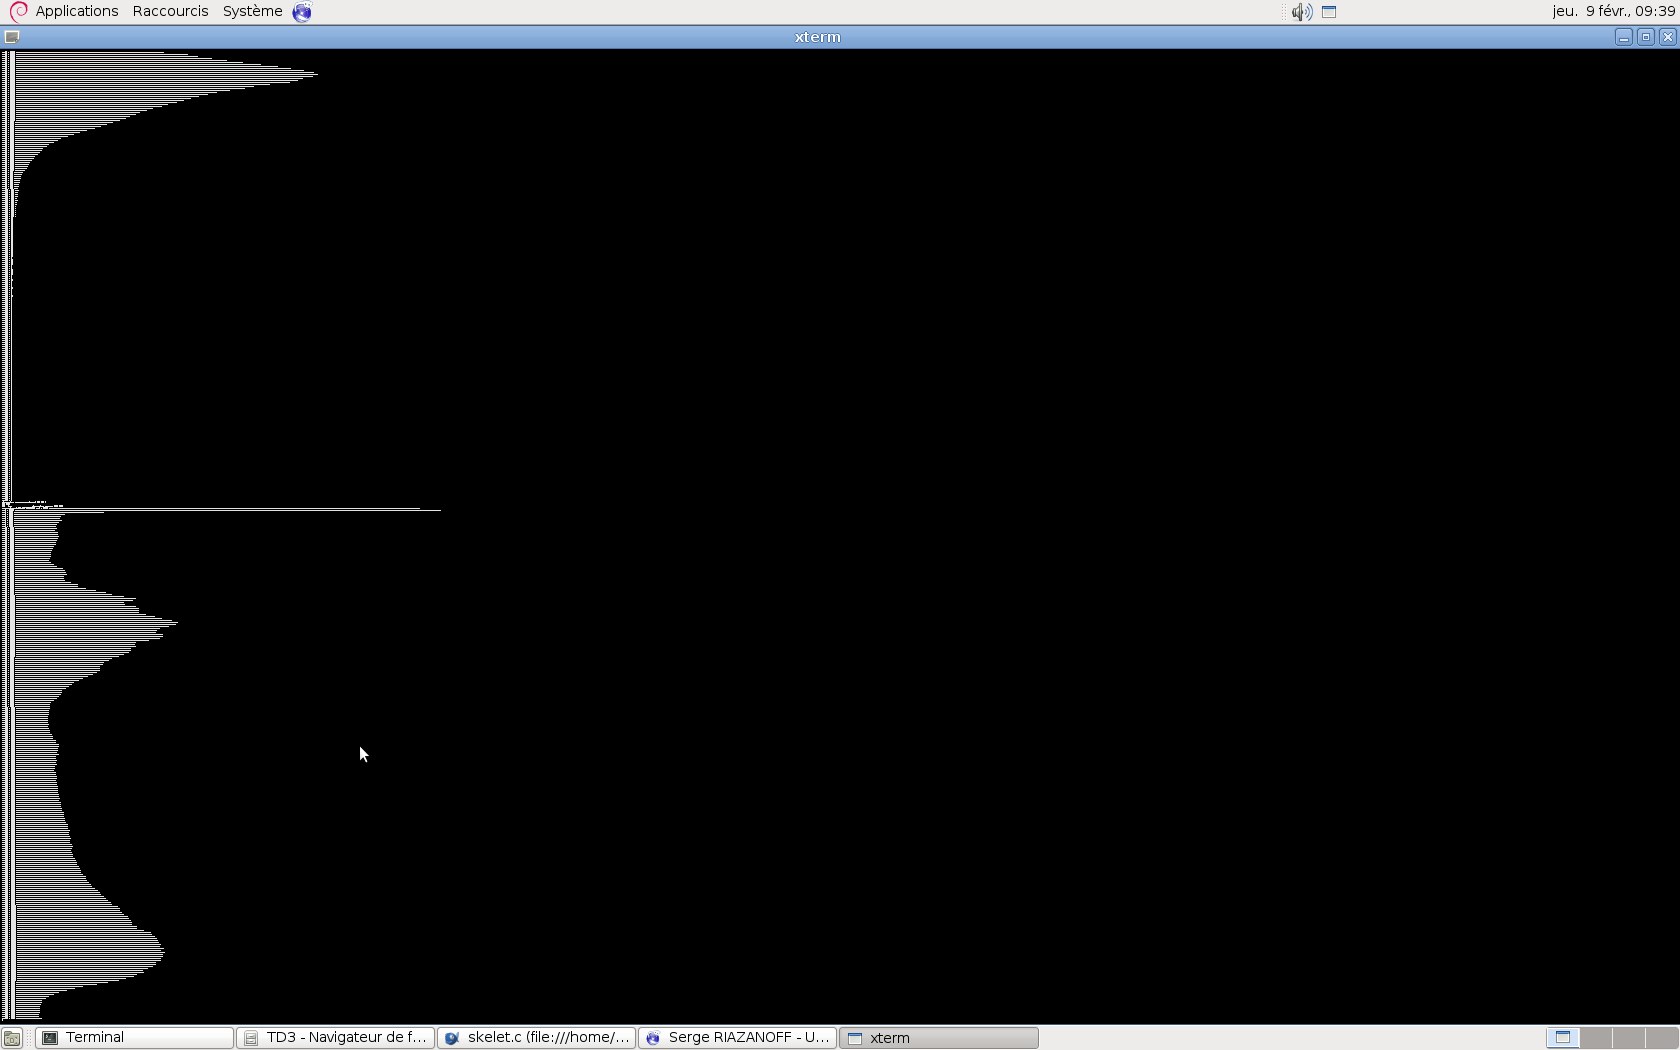 Applications Raccourcis Système
jeu. 9 févr., 09:39
xterm
Terminal
TD3 - Navigateur de f...
skelet.c (file:///home/...
Serge RIAZANOFF - U...
xterm